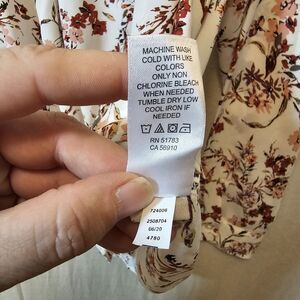 MACHINE WASH
COLD WITH LIKE
COLORS
ONLY NON
CHLORINE BLEACH
WHEN NEEDED
TUMBLE DRY LOW
COOL IRON IF
NEEDED
RN 51783
CA 56910
724006
2508704
06/20
4780